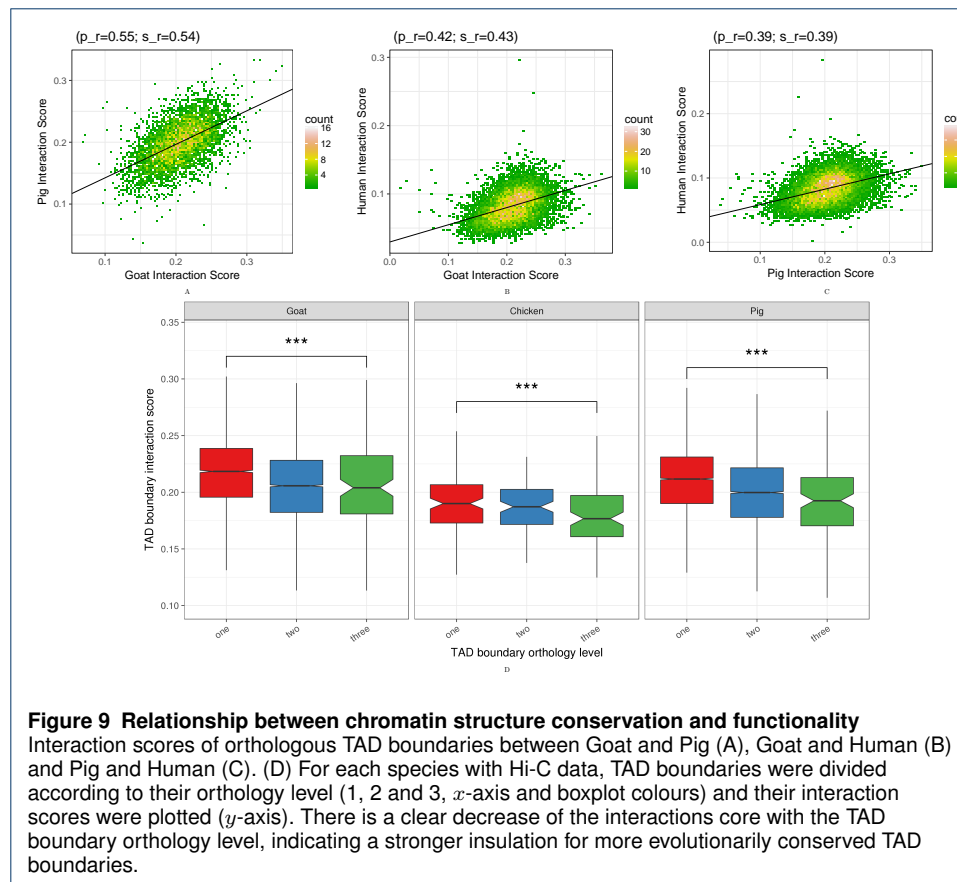 (p_r=0.55; s_r=0.54)
Pig Interaction Score
0.3
0.2
0.1
0.1
0.2
0.3
Goat Interaction Score
count
16
12
8
4
A
(p_r=0.42; s_r=0.43)
Human Interaction Score
0.3
0.2
0.1
0.0
0.1
0.2
0.3
Goat Interaction Score
count
30
20
10
B
(p_r=0.39; s_r=0.39)
Human Interaction Score
0.3
0.2
0.1
0.0
0.1
0.2
0.3
Pig Interaction Score
co
C
TAD boundary interaction score
0.35
0.30
0.25
0.20
0.15
0.10
Goat
Chicken
Pig
***
***
***
one
two
three
one
two
three
one
two
three
TAD boundary orthology level
D
Figure 9 Relationship between chromatin structure conservation and functionality
Interaction scores of orthologous TAD boundaries between Goat and Pig (A), Goat and Human (B)
and Pig and Human (C). (D) For each species with Hi-C data, TAD boundaries were divided
according to their orthology level (1, 2 and 3, x-axis and boxplot colours) and their interaction
scores were plotted (y-axis). There is a clear decrease of the interactions core with the TAD
boundary orthology level, indicating a stronger insulation for more evolutionarily conserved TAD
boundaries.